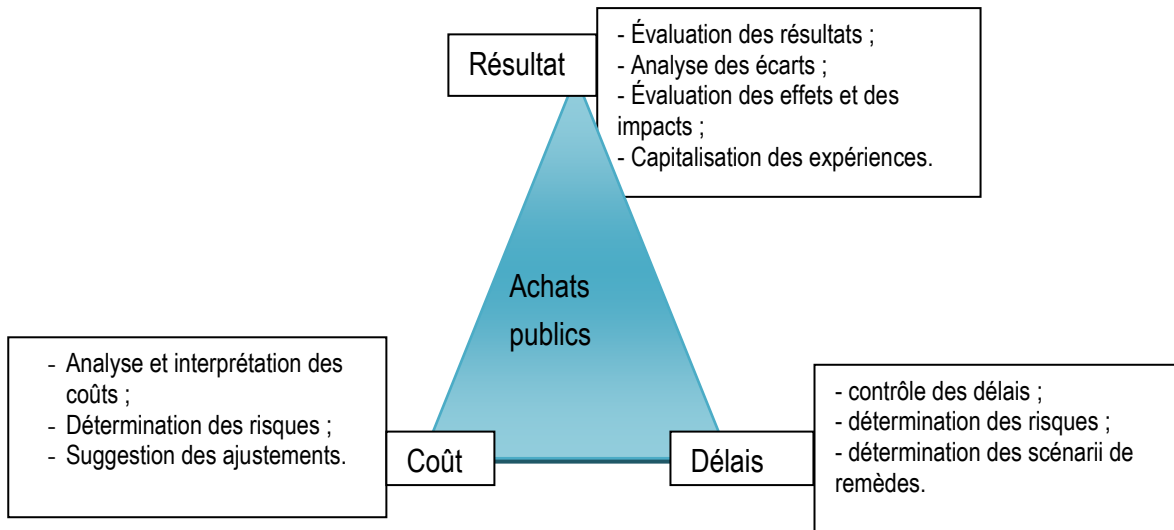 Résultat
- Évaluation des résultats ;
- Analyse des écarts ;
- Évaluation des effets et des
impacts ;
- Capitalisation des expériences.
Achats
publics
- Analyse et interprétation des
coûts ;
- Détermination des risques ;
- Suggestion des ajustements.
Coût
Délais
- contrôle des délais ;
- détermination des risques ;
- détermination des scénarii de
remèdes.